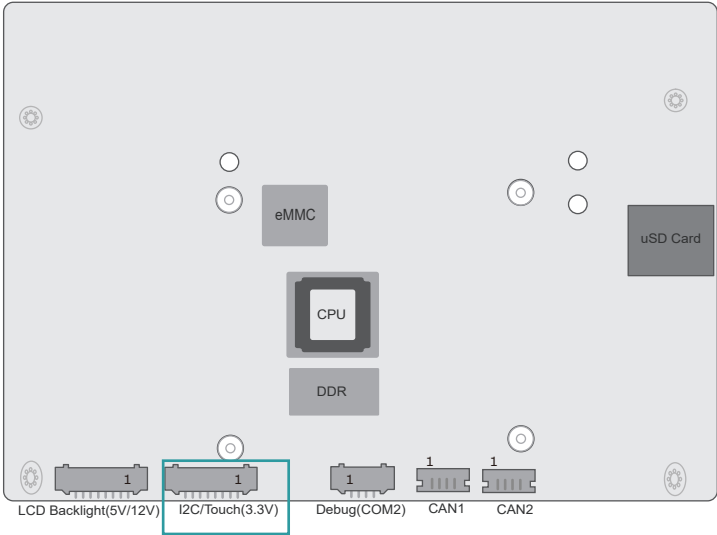 eMMC
uSD Card
CPU
DDR
1 1 1 1 1
LCD Backlight(5V/12V) I2C/Touch(3.3V) Debug(COM2) CAN1 CAN2